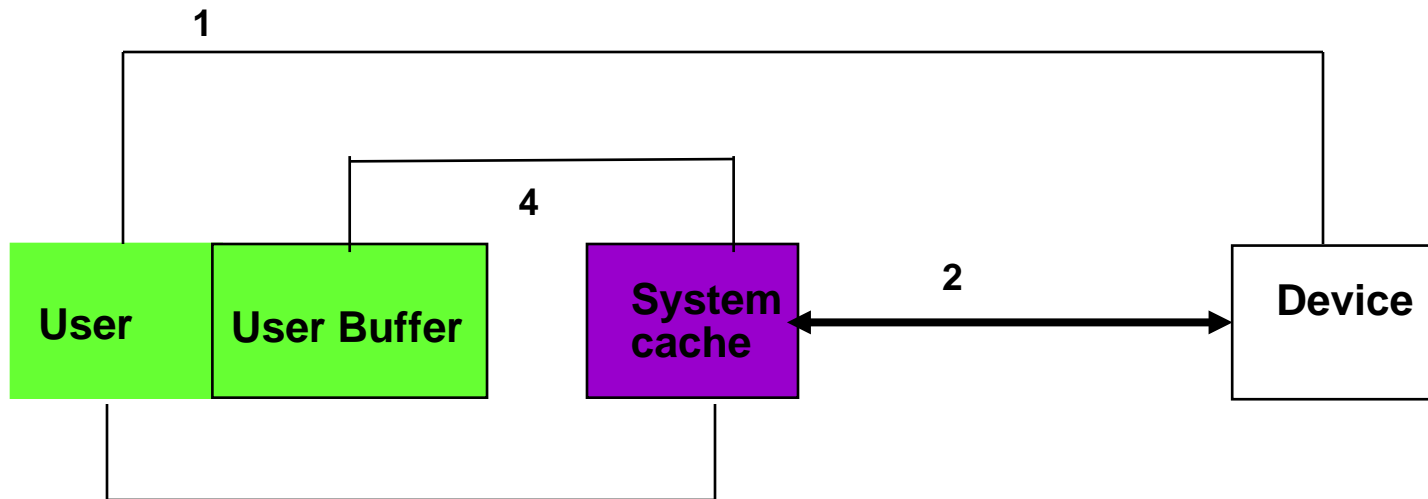 1
4
2
User
User Buffer
System
cache
Device